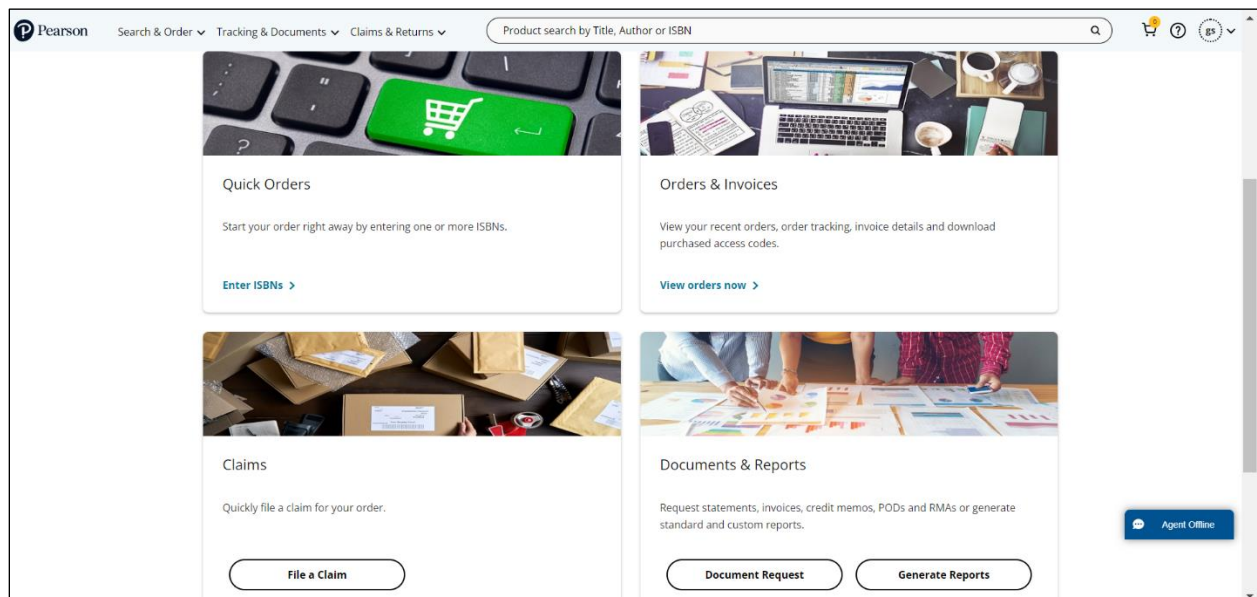 Pearson
Search & Order
Tracking & Documents
Claims & Returns
Product search by Title, Author or ISBN
0
gs
Quick Orders
Start your order right away by entering one or more ISBNs.
Enter ISBNs >
Orders & Invoices
View your recent orders, order tracking, invoice details and download
purchased access codes.
View orders now >
Claims
Quickly file a claim for your order.
File a Claim
Documents & Reports
Request statements, invoices, credit memos, PODs and RMAs or generate
standard and custom reports.
Document Request
Generate Reports
Agent Offline